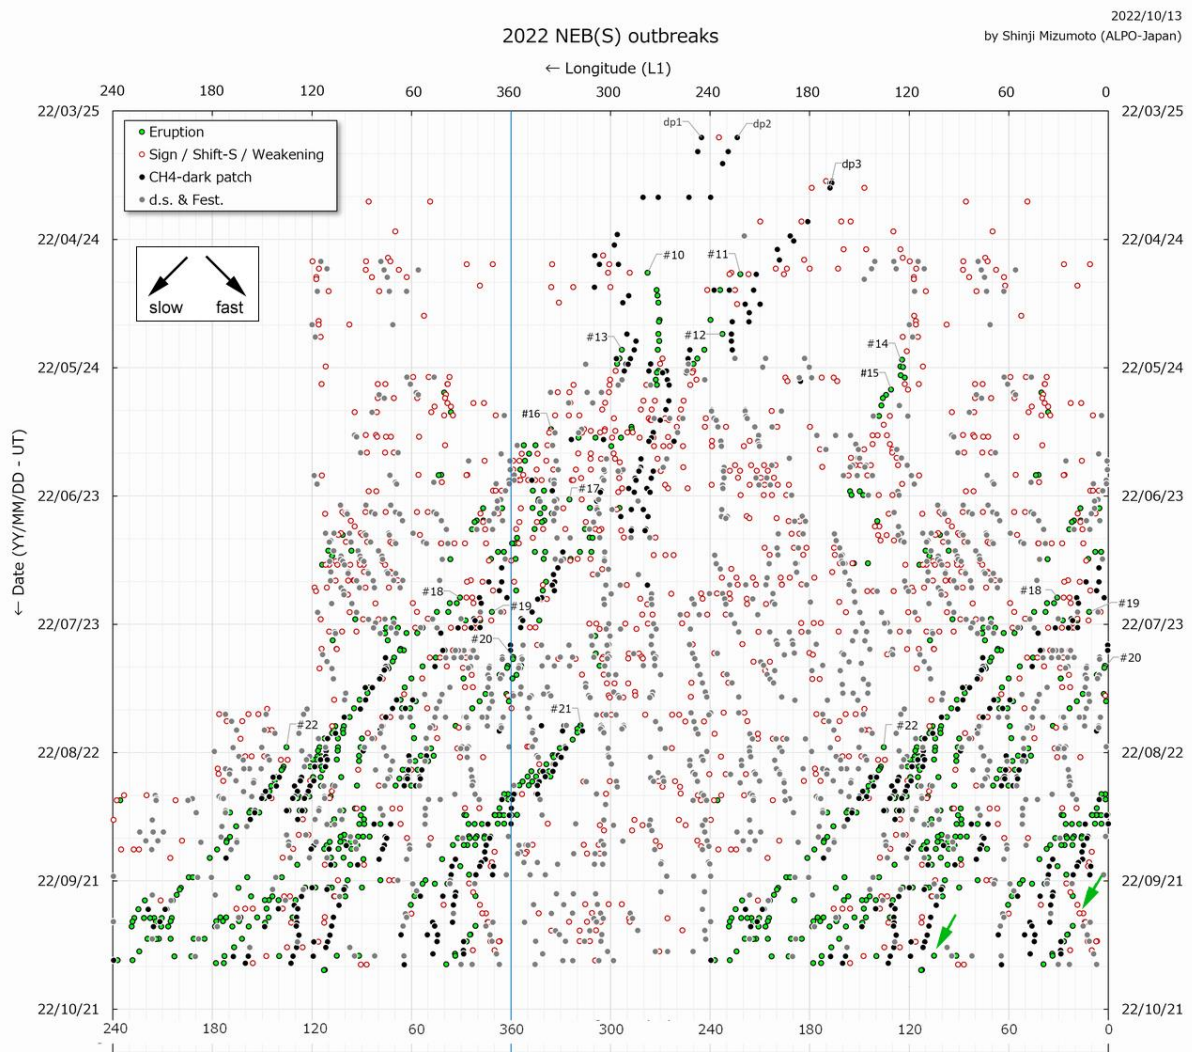 2022/10/13
2022 NEB(S) outbreaks
by Shinji Mizumoto (ALPO-Japan)
← Longitude (L1)
240 180 120 60 360 300 240 180 120 60 0
22/03/25 22/03/25
Eruption
Sign / Shift-S / Weakening
CH4-dark patch
d.s. & Fest.
dp1 dp2
dp3
22/04/24 22/04/24
slow fast
#10 #11
#13 #12
#14
22/05/24 22/05/24
#15
#16
← Date (YY/MM/DD - UT)
#17
22/06/23 22/06/23
#18 #18
#19 #19
22/07/23 22/07/23
#20 #20
#21
#22 #22
22/08/22 22/08/22
22/09/21 22/09/21
22/10/21 22/10/21
240 180 120 60 360 300 240 180 120 60 0